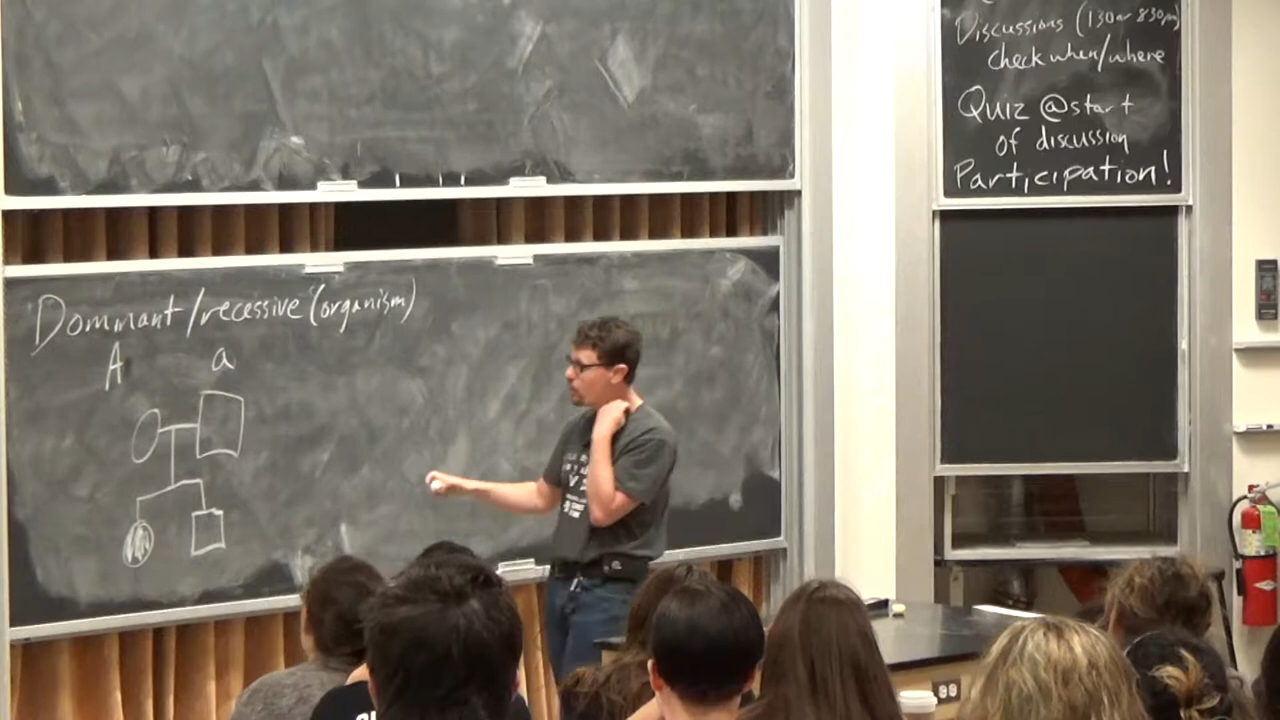 Dominant/recessive (organism)
A a
Discussions (130 or 830pm)
check when/where
Quiz @start
of discussion
Participation!